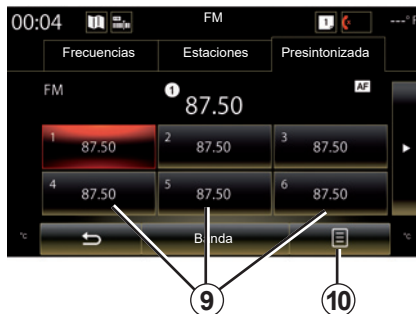 00:04 FM 1 ---°F
Frecuencias Estaciones Presintonizada
FM 1 87.50 AF
1 87.50 2 87.50 3 87.50
4 87.50 5 87.50 6 87.50
°C Banda °C
9 10